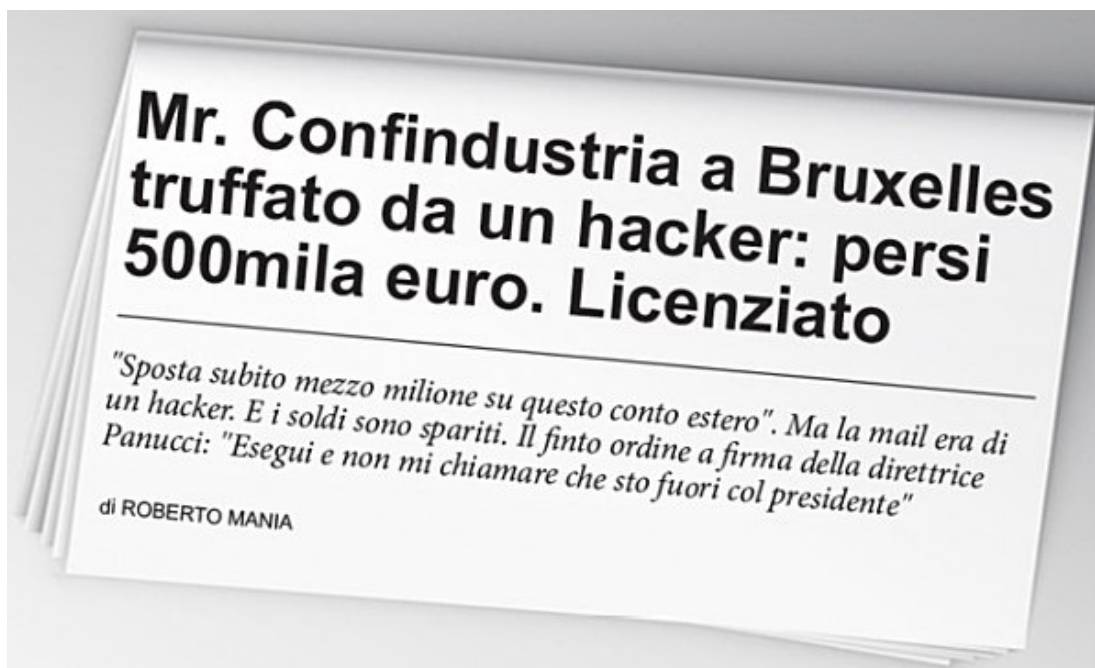 Mr. Confindustria a Bruxelles
truffato da un hacker: persi
500mila euro. Licenziato
"Sposta subito mezzo milione su questo conto estero". Ma la mail era di
un hacker. E i soldi sono spariti. Il finto ordine a firma della direttrice
Panucci: "Esegui e non mi chiamare che sto fuori col presidente"
di ROBERTO MANIA